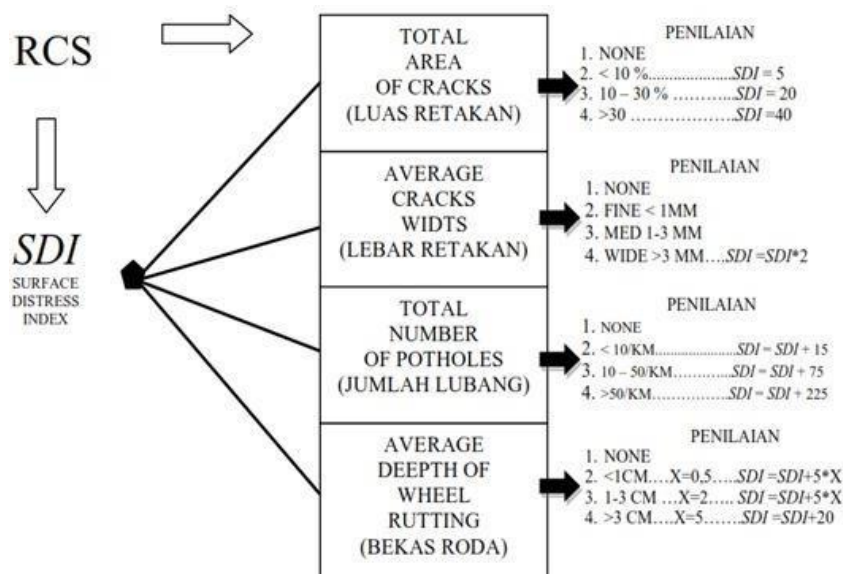 RCS
SDI
SURFACE
DISTRESS
INDEX
TOTAL
AREA
OF CRACKS
(LUAS RETAKAN)
PENILAIAN
1. NONE
2. < 10 %.....................SDI = 5
3. 10 – 30 % ………...SDI = 20
4. >30 ………………SDI =40
AVERAGE
CRACKS
WIDTS
(LEBAR RETAKAN)
PENILAIAN
1. NONE
2. FINE < 1MM
3. MED 1-3 MM
4. WIDE >3 MM….SDI =SDI*2
TOTAL
NUMBER
OF POTHOLES
(JUMLAH LUBANG)
PENILAIAN
1. NONE
2. < 10/KM.......................SDI = SDI + 15
3. 10 – 50/KM…………SDI = SDI + 75
4. >50/KM……………..SDI = SDI + 225
AVERAGE
DEEPTH OF
WHEEL
RUTTING
(BEKAS RODA)
PENILAIAN
1. NONE
2. <1CM….X=0,5…..SDI =SDI+5*X
3. 1-3 CM …X=2….. SDI =SDI+5*X
4. >3 CM….X=5…….SDI =SDI+20